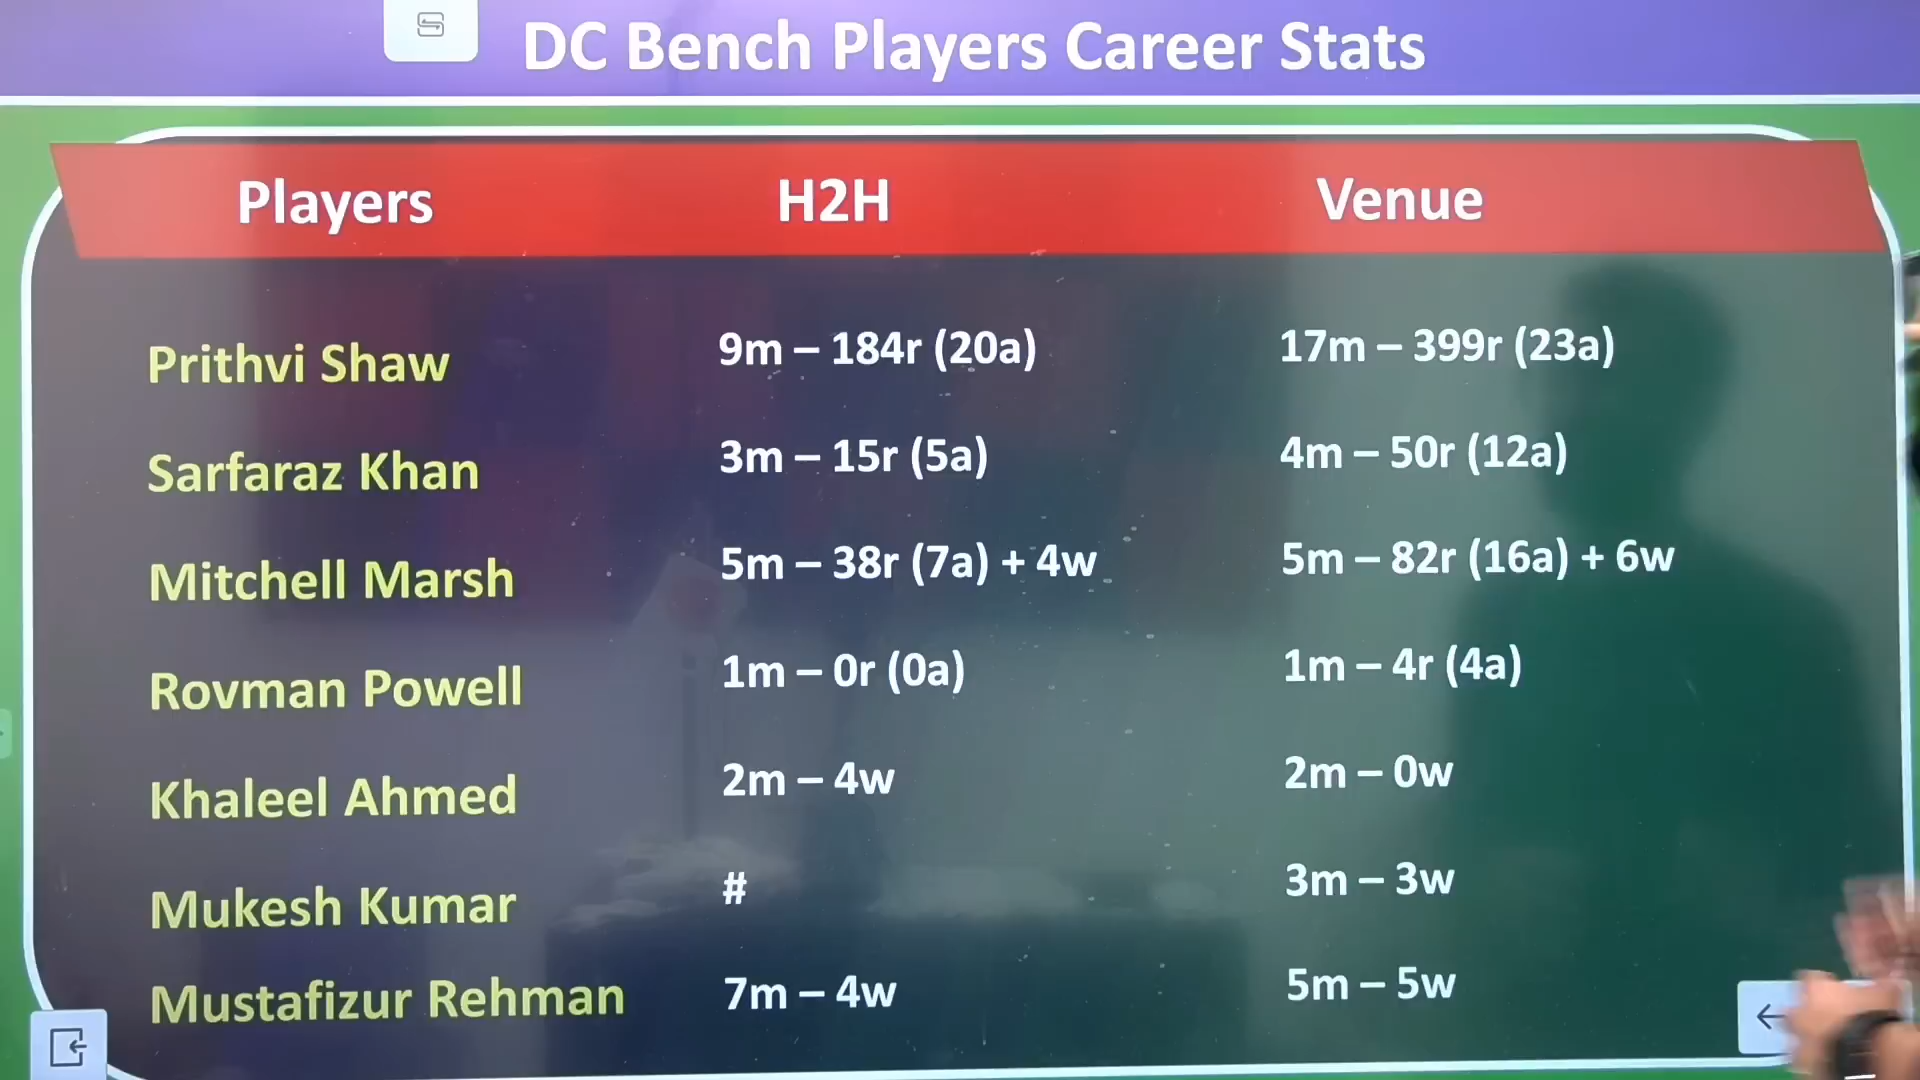 DC Bench Players Career Stats
Players H2H Venue
Prithvi Shaw 9m – 184r (20a) 17m – 399r (23a)
Sarfaraz Khan 3m – 15r (5a) 4m – 50r (12a)
Mitchell Marsh 5m – 38r (7a) + 4w 5m – 82r (16a) + 6w
Rovman Powell 1m – 0r (0a) 1m – 4r (4a)
Khaleel Ahmed 2m – 4w 2m – 0w
Mukesh Kumar # 3m – 3w
Mustafizur Rehman 7m – 4w 5m – 5w